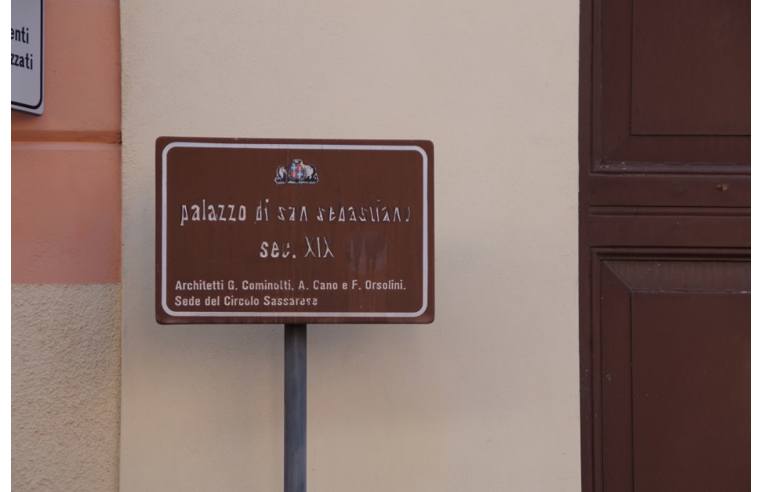 enti
zzati
palazzo di san sebastiano
sec. XIX
Architetti G. Cominotti, A. Cano e F. Orsolini.
Sede del Circolo Sassarese